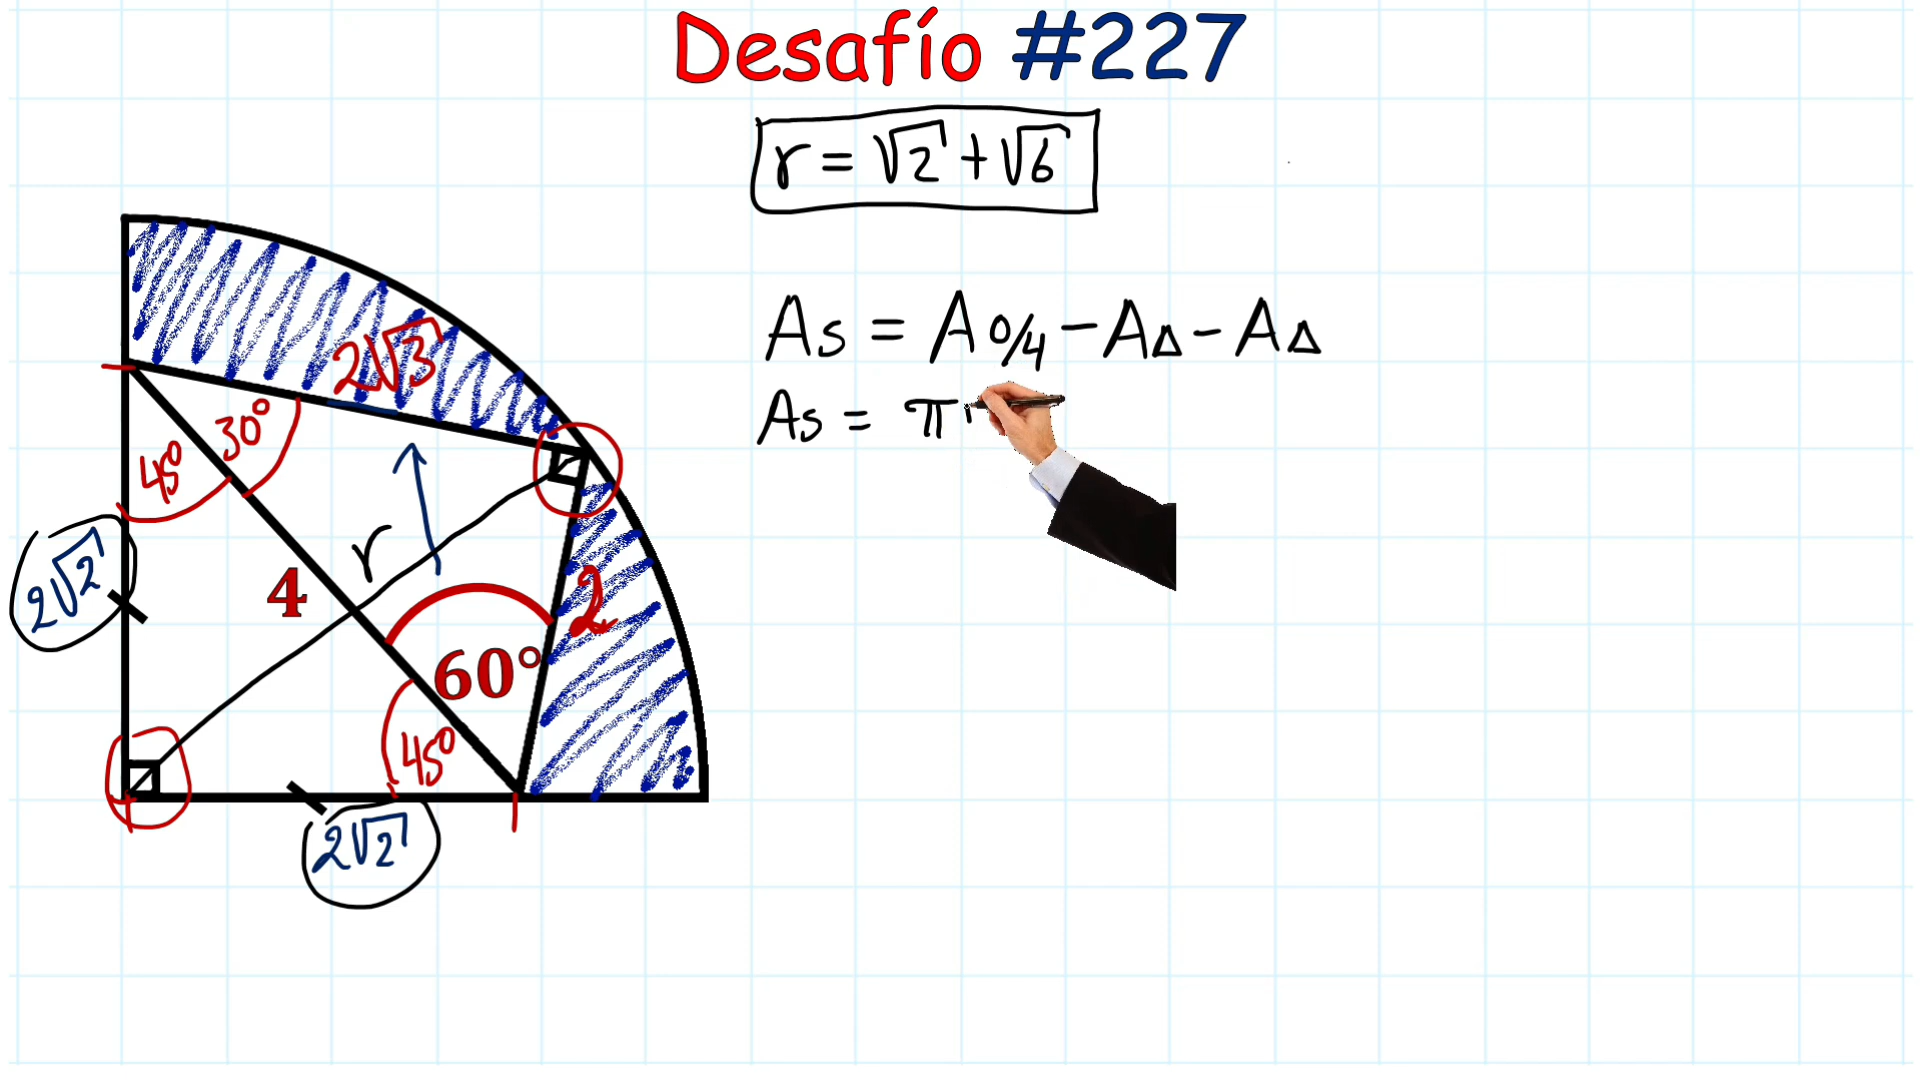 Desafío #227
r = √2 + √6
As = A○/4 - A△ - A△
As = πr
2√3
30°
45°
r
2√2
4
2
60°
45°
2√2